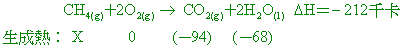 CH₄₍g₎+2O₂₍g₎ → CO₂₍g₎+2H₂O₍l₎ ΔH=－212千卡
生成熱： X 0 (－94) (－68)